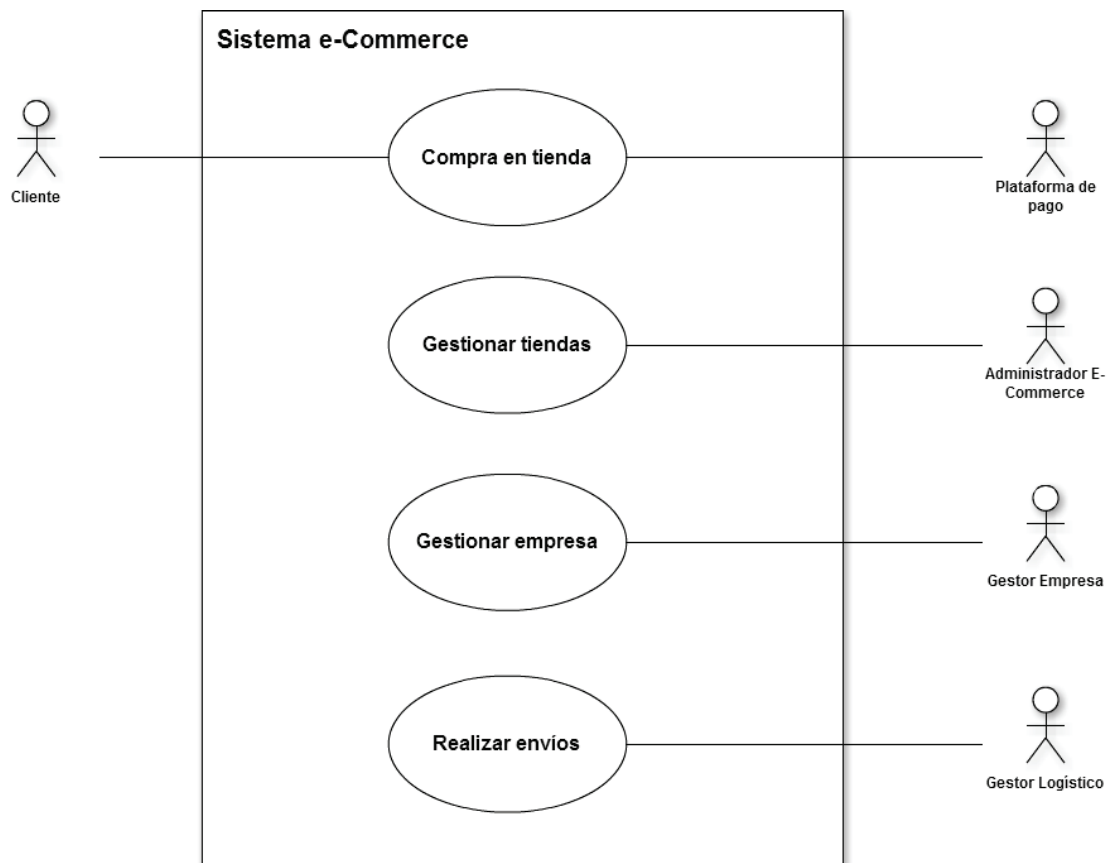 Sistema e-Commerce
Compra en tienda
Cliente
Plataforma de
pago
Gestionar tiendas
Administrador E-
Commerce
Gestionar empresa
Gestor Empresa
Realizar envíos
Gestor Logístico